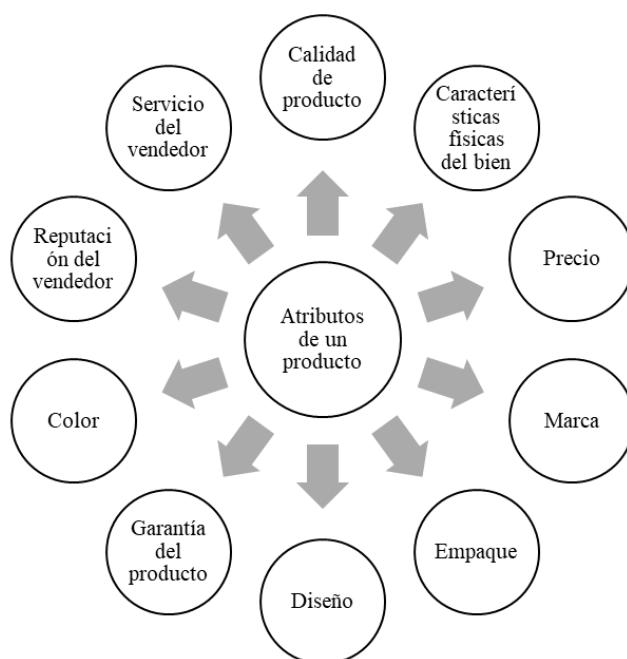 Calidad
de
producto
Caracterí
sticas
físicas
del bien
Precio
Marca
Empaque
Diseño
Garantía
del
producto
Color
Reputaci
ón del
vendedor
Servicio
del
vendedor
Atributos
de un
producto